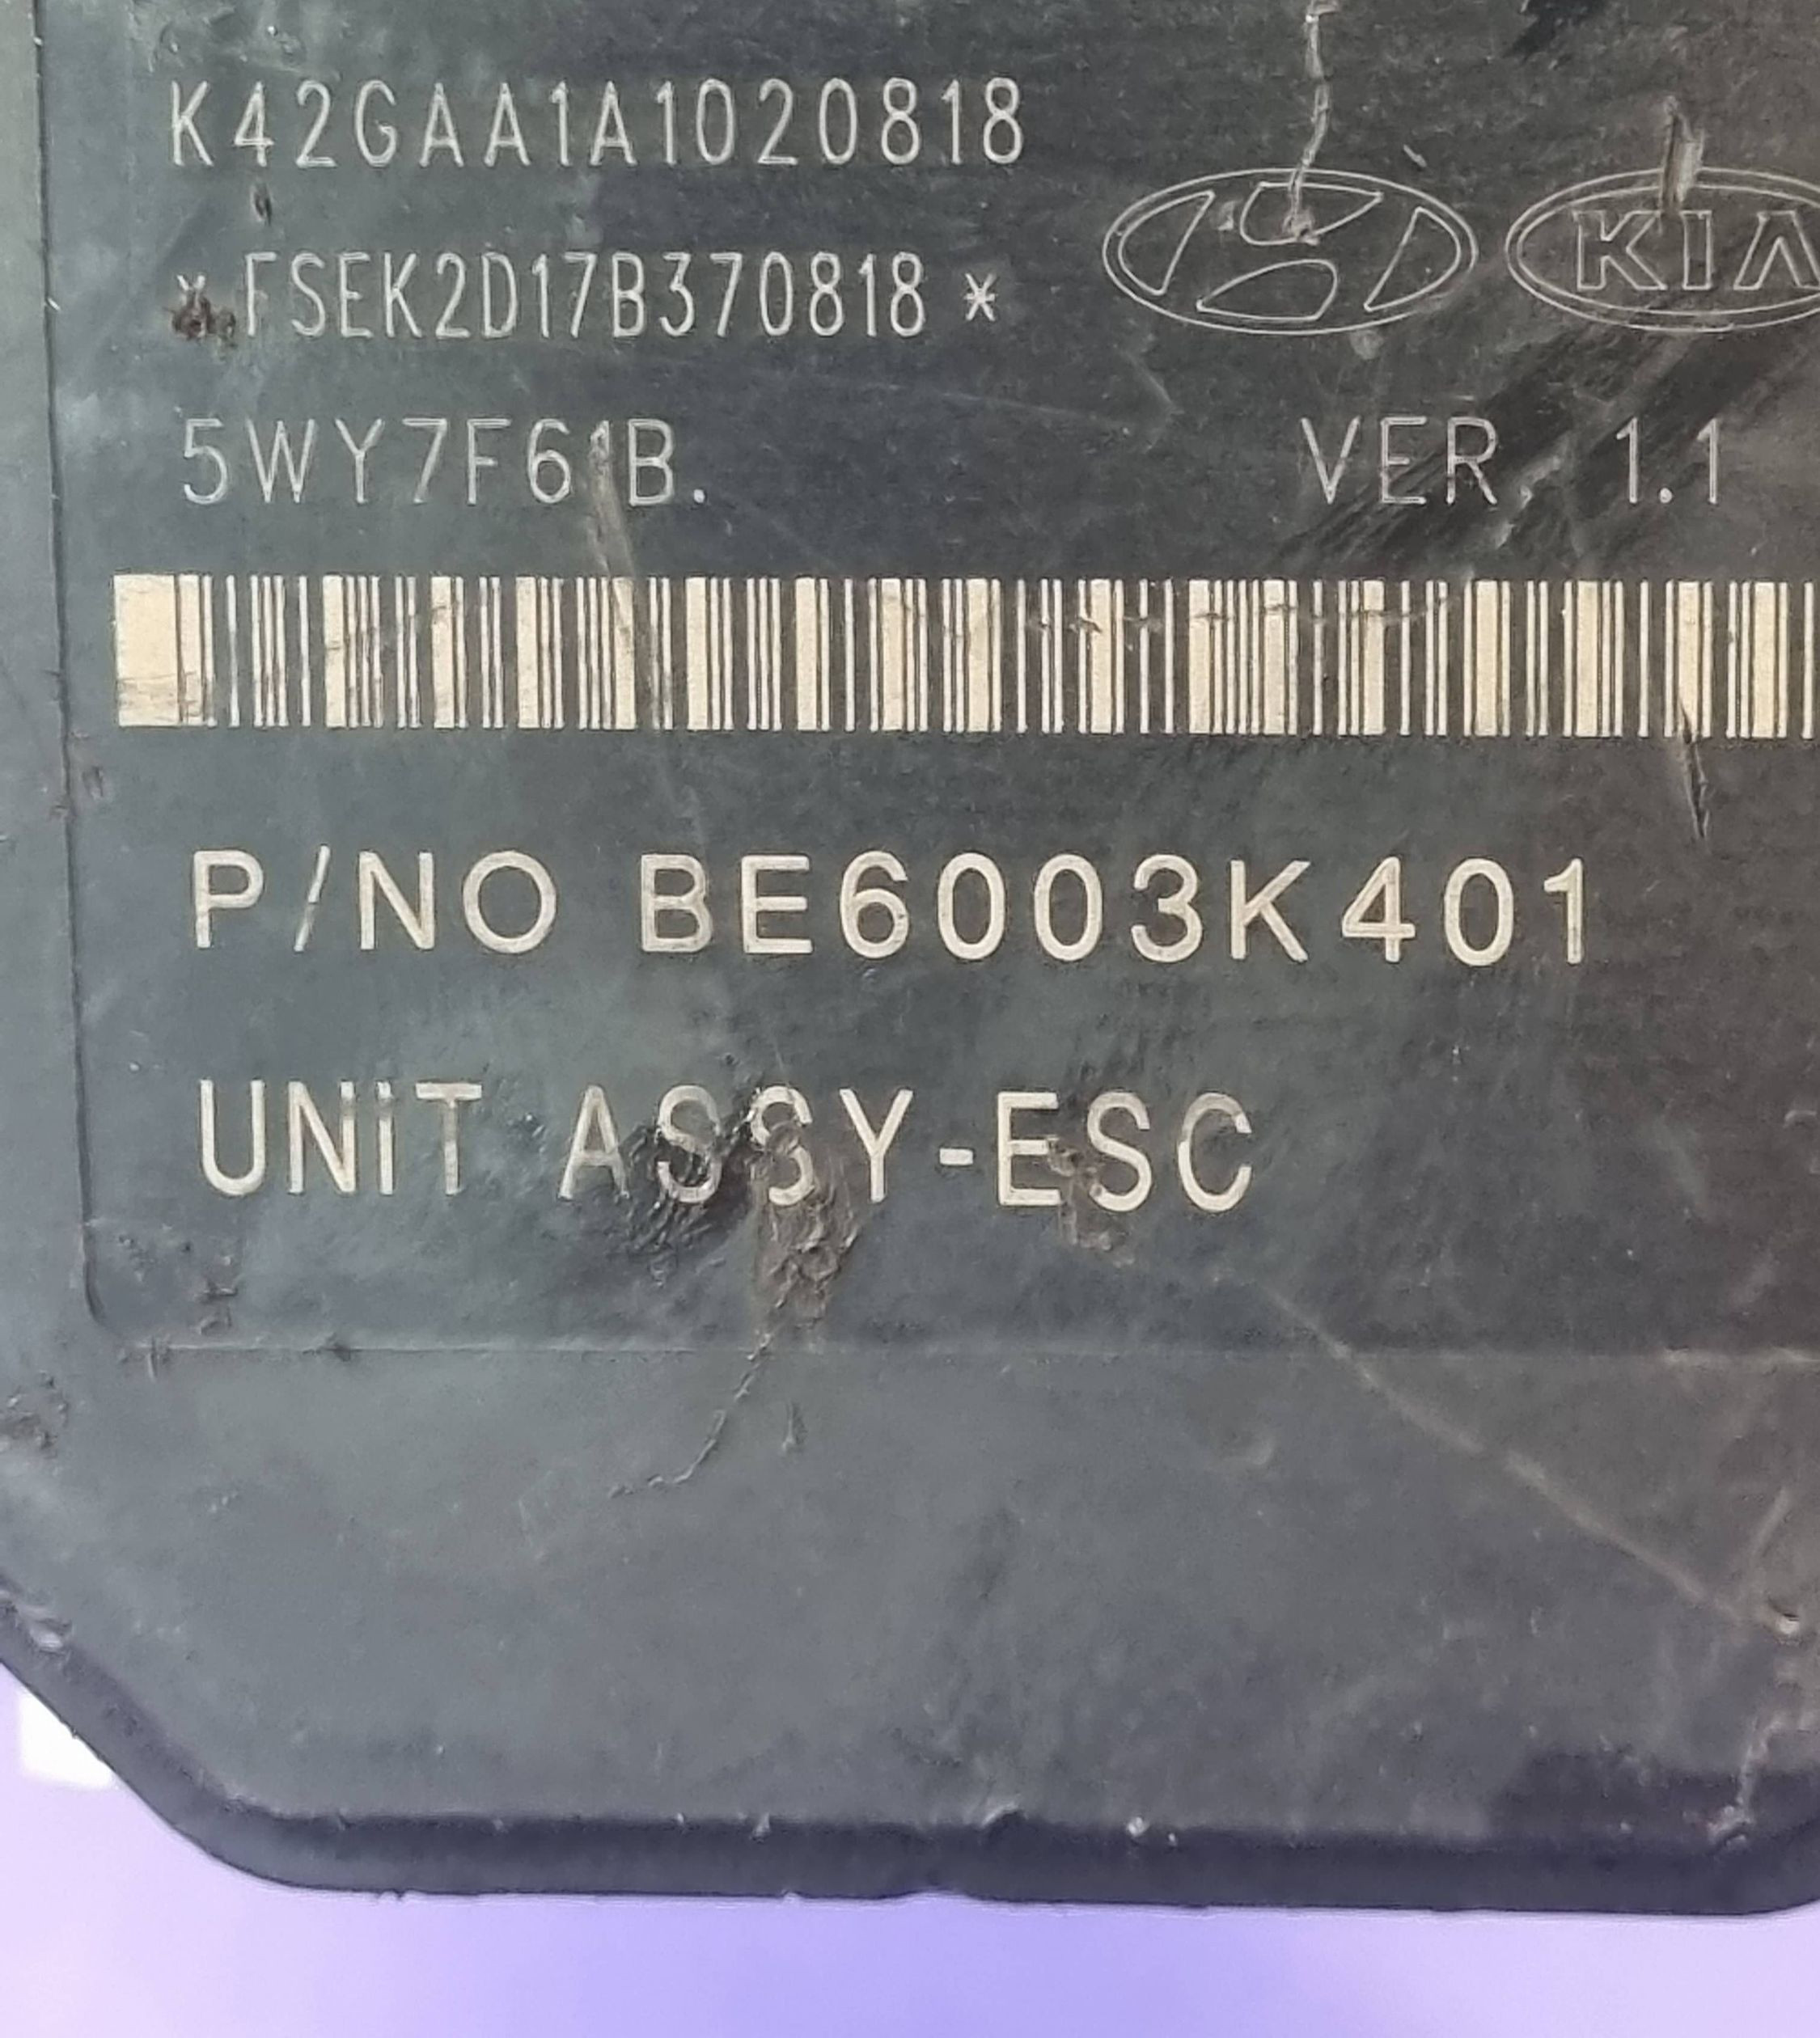 K42GAA1A1020818
*FSEK2D17B370818*
KIA
5WY7F61B. VER. 1.1
P/NO BE6003K401
UNiT ASSY-ESC